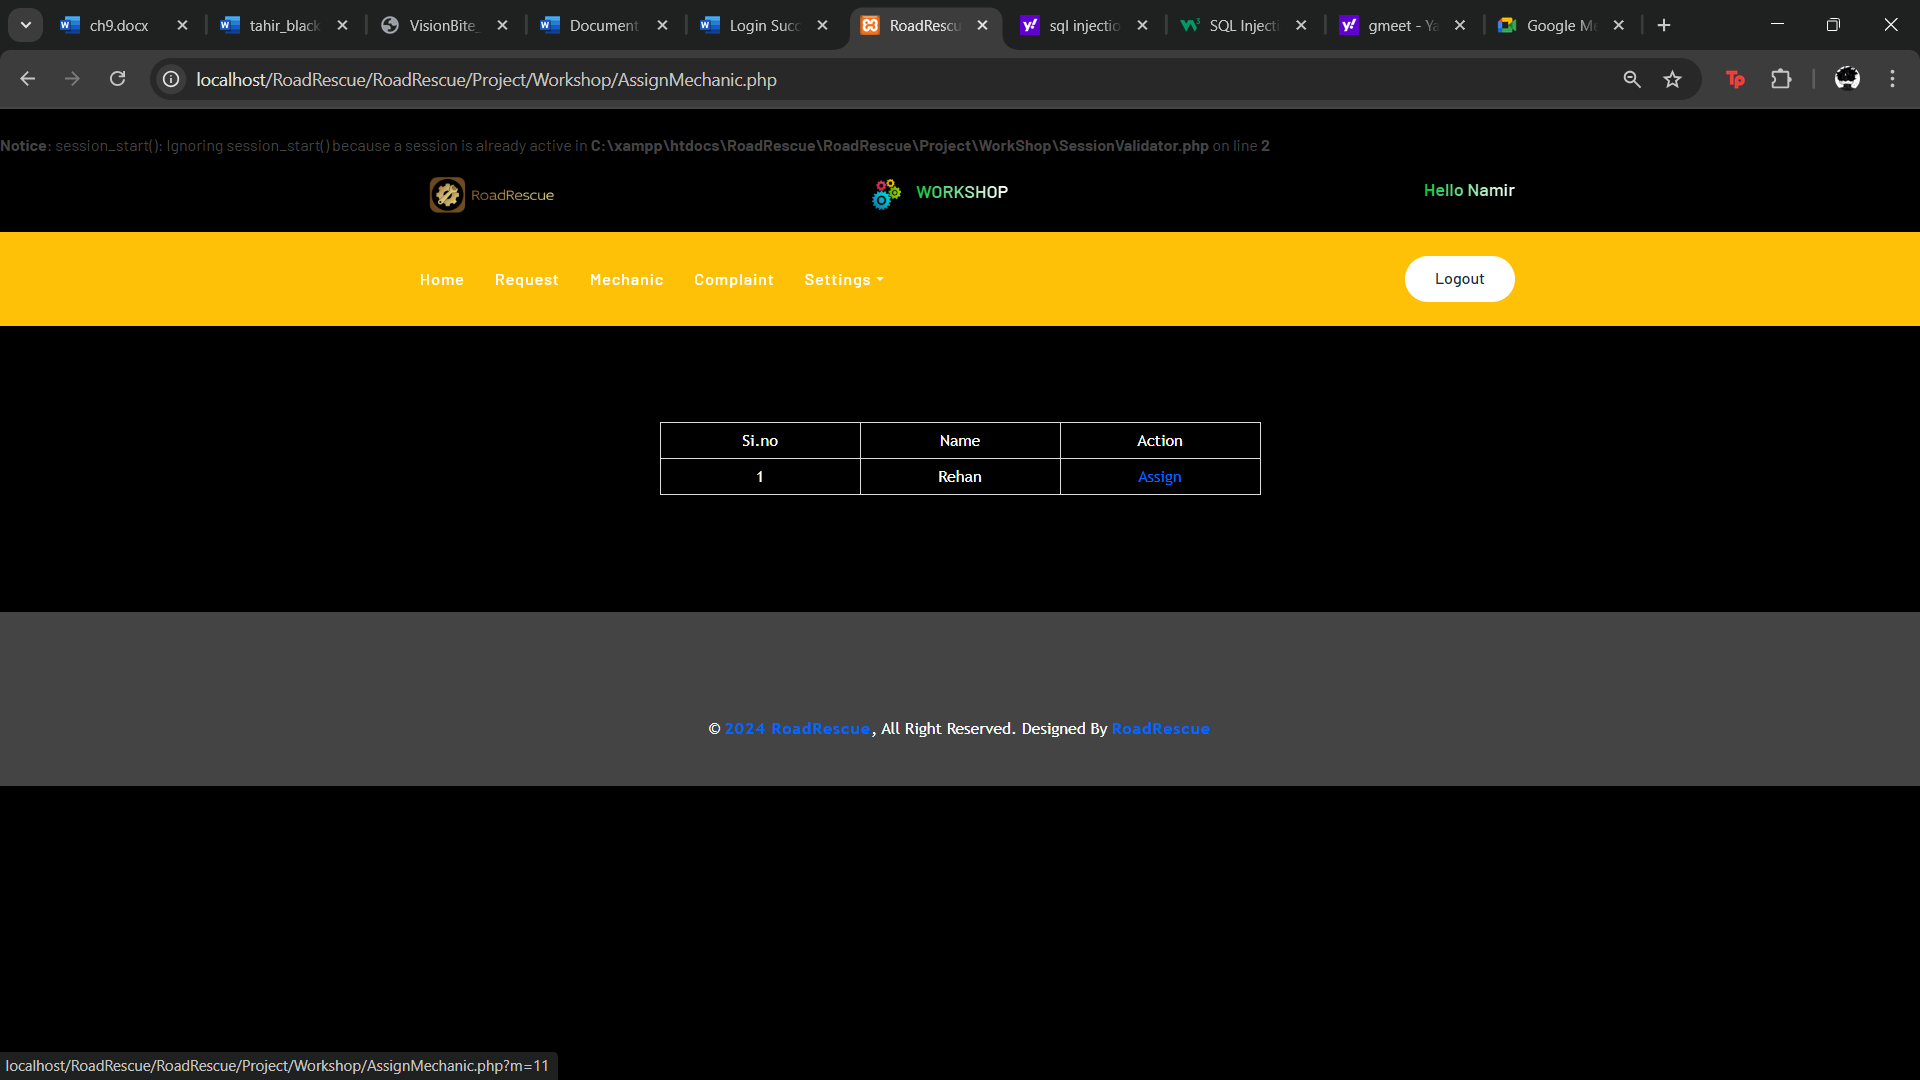 ch9.docx
tahir_black
VisionBite_
Document
Login Succ
RoadRescu
sql injectio
SQL Injecti
gmeet - Ya
Google Me
localhost/RoadRescue/RoadRescue/Project/Workshop/AssignMechanic.php
Tp
Notice: session_start(): Ignoring session_start() because a session is already active in C:\xampp\htdocs\RoadRescue\RoadRescue\Project\WorkShop\SessionValidator.php on line 2
RoadRescue
WORKSHOP
Hello Namir
Home Request Mechanic Complaint Settings
Logout
Si.no Name Action
1 Rehan Assign
© 2024 RoadRescue, All Right Reserved. Designed By RoadRescue
localhost/RoadRescue/RoadRescue/Project/Workshop/AssignMechanic.php?m=11